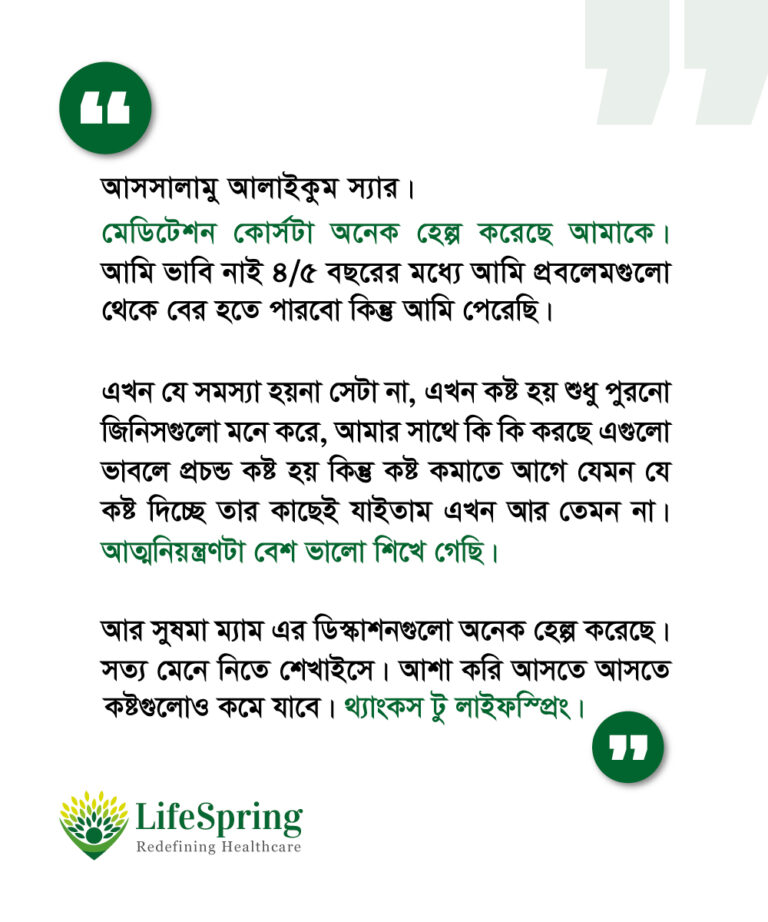 আসসালামু আলাইকুম স্যার।
মেডিটেশন কোর্সটা অনেক হেল্প করেছে আমাকে।
আমি ভাবি নাই ৪/৫ বছরের মধ্যে আমি প্রবলেমগুলো
থেকে বের হতে পারবো কিন্তু আমি পেরেছি।
এখন যে সমস্যা হয়না সেটা না, এখন কষ্ট হয় শুধু পুরনো
জিনিসগুলো মনে করে, আমার সাথে কি কি করছে এগুলো
ভাবলে প্রচন্ড কষ্ট হয় কিন্তু কষ্ট কমাতে আগে যেমন যে
কষ্ট দিচ্ছে তার কাছেই যাইতাম এখন আর তেমন না।
আত্মনিয়ন্ত্রণটা বেশ ভালো শিখে গেছি।
আর সুষমা ম্যাম এর ডিস্কাশনগুলো অনেক হেল্প করেছে।
সত্য মেনে নিতে শেখাইসে। আশা করি আসতে আসতে
কষ্টগুলোও কমে যাবে। থ্যাংকস টু লাইফস্প্রিং।
LifeSpring
Redefining Healthcare